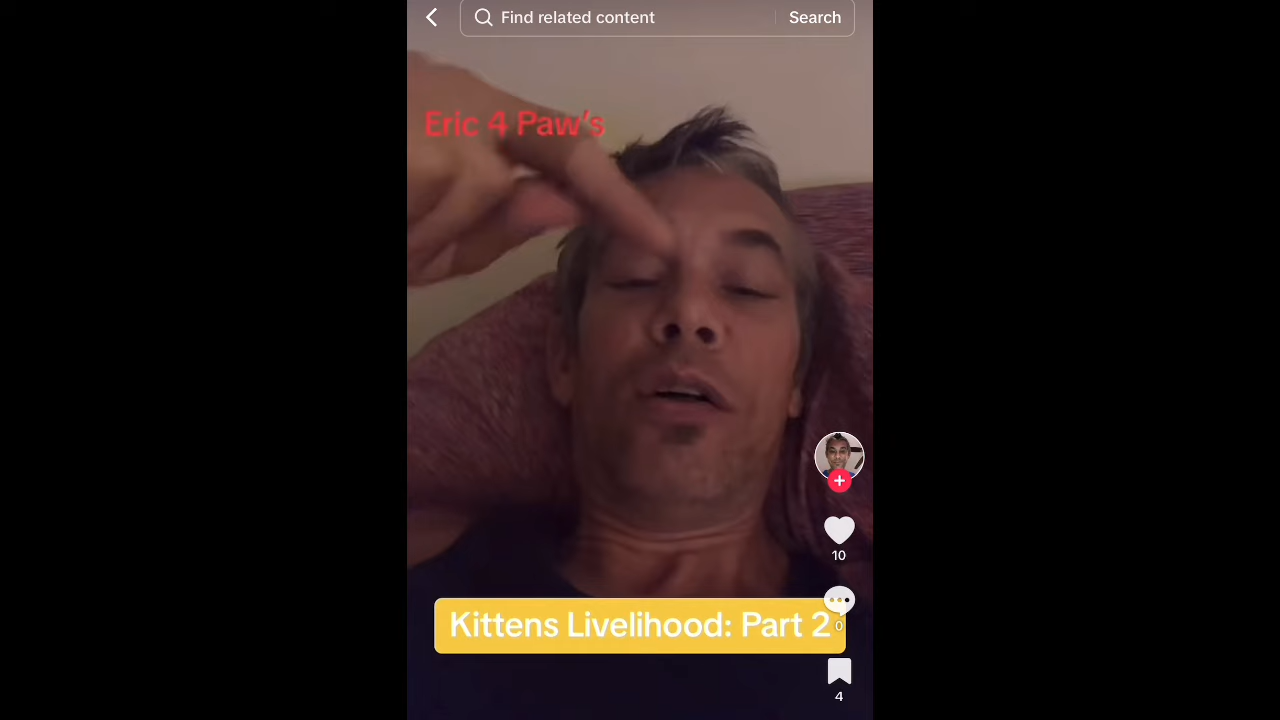 Find related content
Search
Eric 4 Paw's
10
Kittens Livelihood: Part 2
0
4